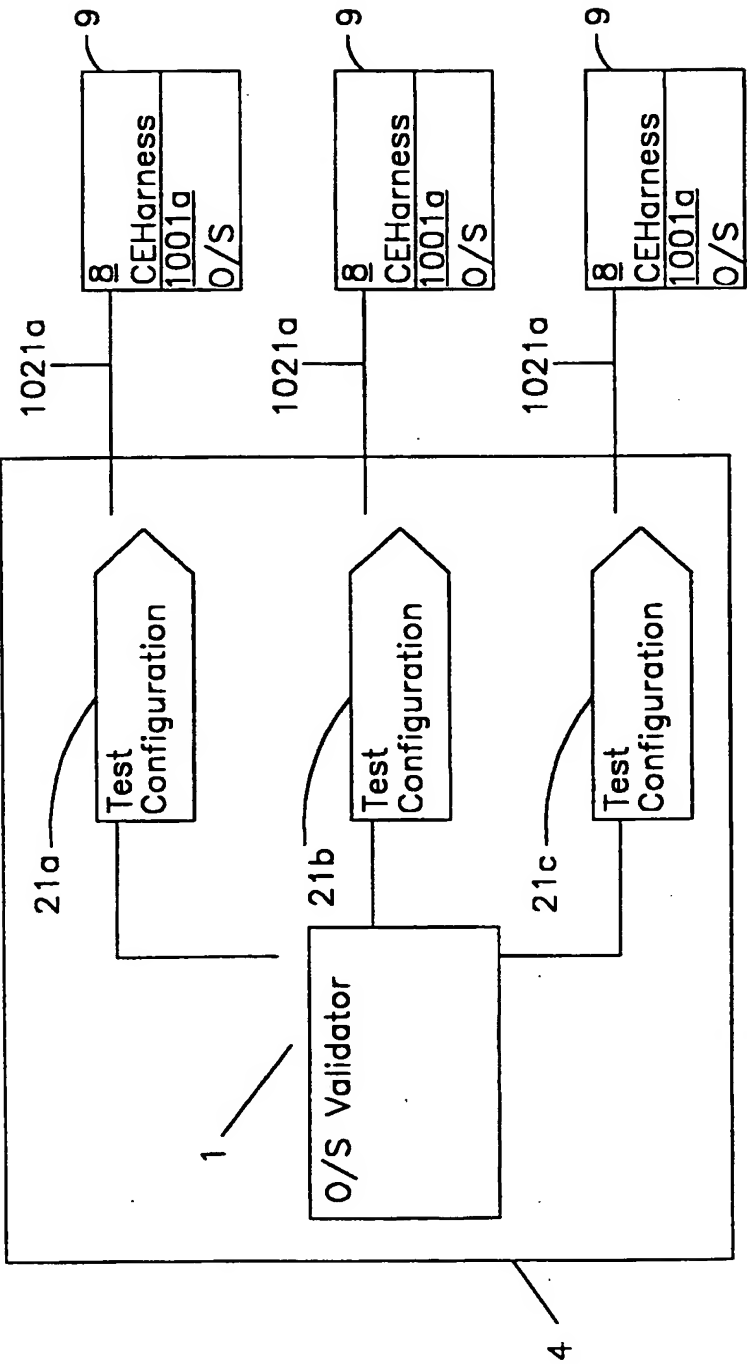 4
1
O/S Validator
21a
Test
Configuration
21b
Test
Configuration
21c
Test
Configuration
1021a
8
CEHarness
1001a
O/S
9
1021a
8
CEHarness
1001a
O/S
9
1021a
8
CEHarness
1001a
O/S
9